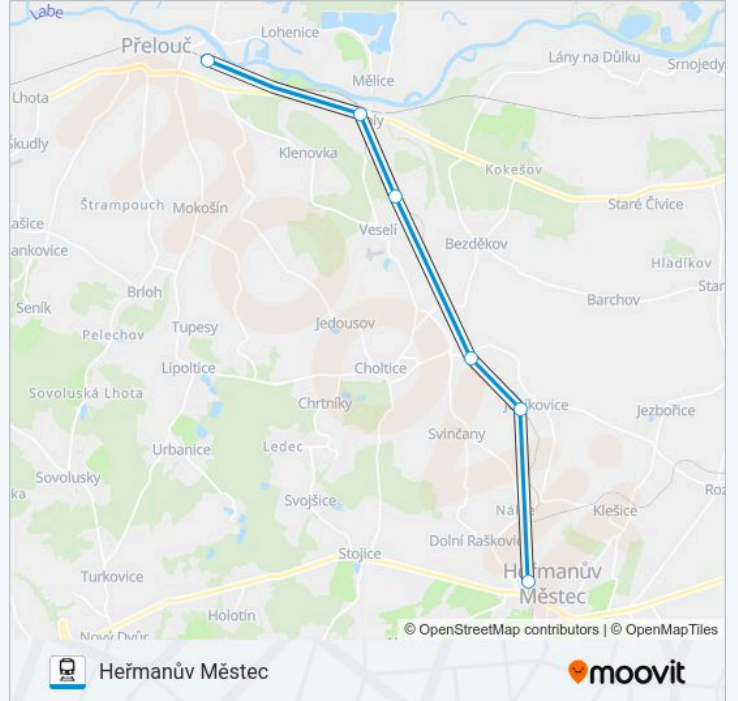 Labe
Lohenice
Přelouč
Lány na Důlku
Srnojedy
Mělice
Lhota
Škudly
Klenovka
Kokešov
Štrampouch
Mokošín
Staré Čívice
Veselí
Bezděkov
Hladíkov
Brloh
Barchov
Seník
Tupesy
Jedousov
Pelechov
Lipoltice
Choltice
Sovoluská Lhota
Chrtníky
Jezbořice
Svinčany
Urbanice
Ledec
Sovolusky
Svojšice
Klešice
Stojice
Heřmanův
Městec
Turkovice
Holotín
Nový Dvůr
© OpenStreetMap contributors | © OpenMapTiles
Heřmanův Městec
moovit